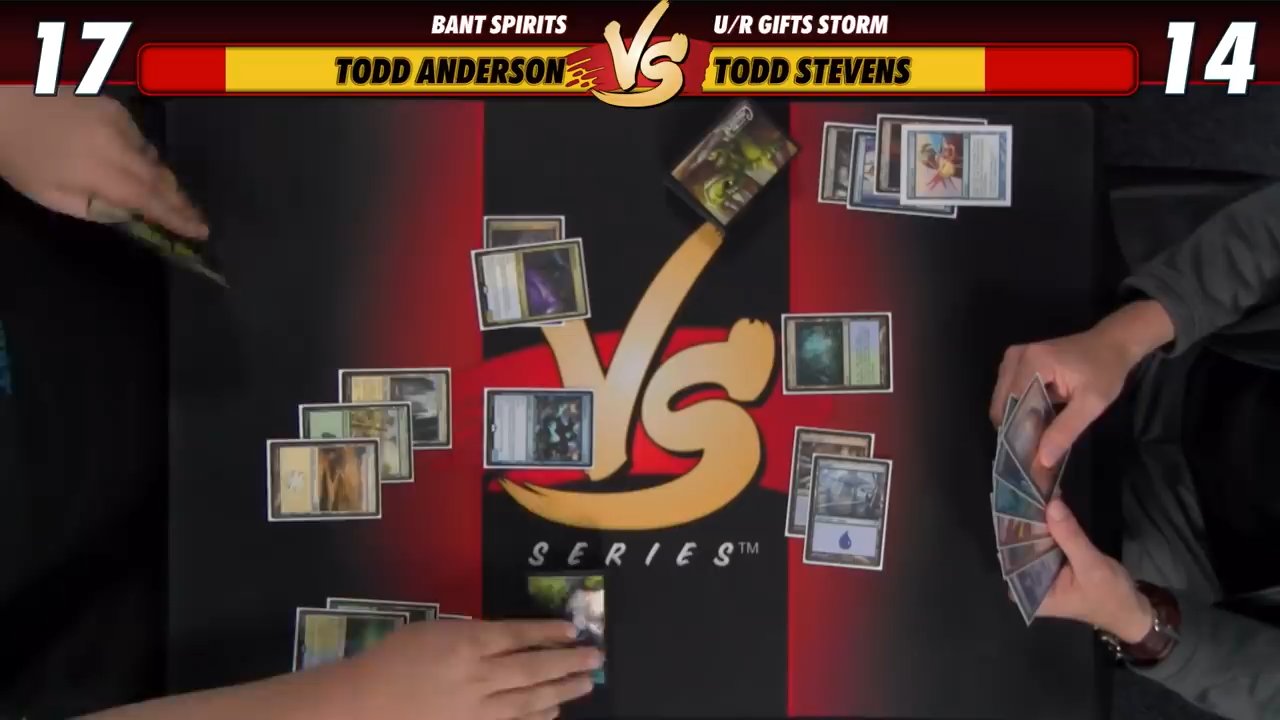 17
BANT SPIRITS
VS
U/R GIFTS STORM
14
TODD ANDERSON
TODD STEVENS
VS
SERIES™